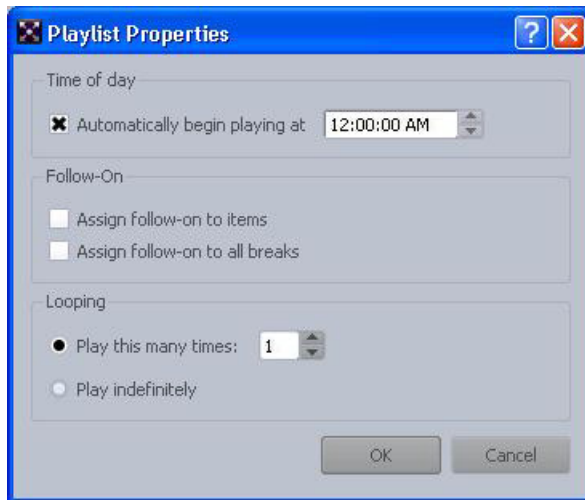 Playlist Properties
Time of day
Automatically begin playing at 12:00:00 AM
Follow-On
Assign follow-on to items
Assign follow-on to all breaks
Looping
Play this many times: 1
Play indefinitely
OK Cancel